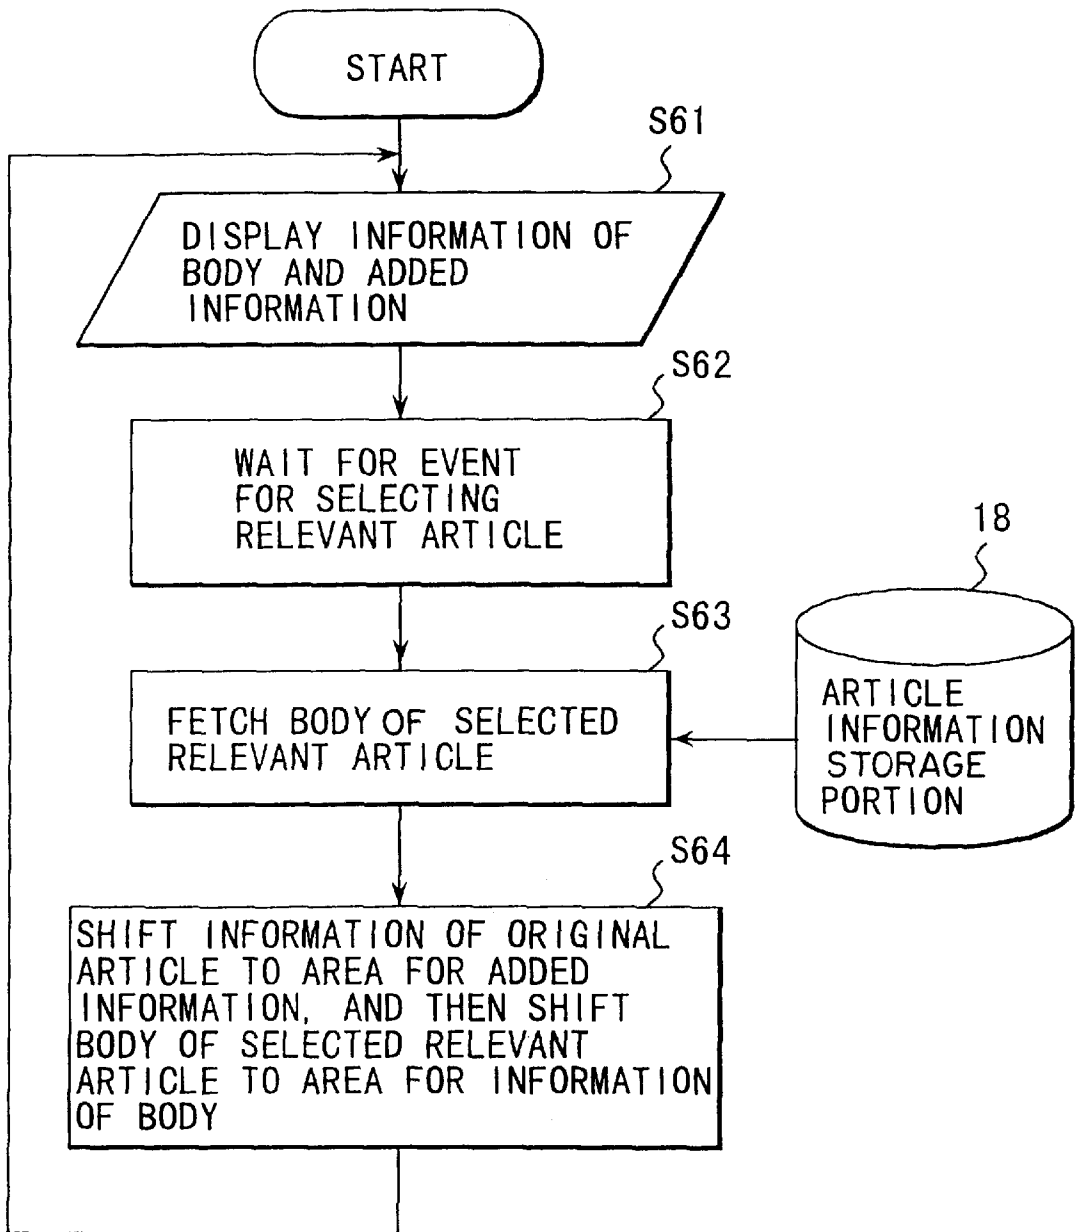 START
S61
DISPLAY INFORMATION OF
BODY AND ADDED
INFORMATION
S62
WAIT FOR EVENT
FOR SELECTING
RELEVANT ARTICLE
18
S63
FETCH BODY OF SELECTED
RELEVANT ARTICLE
ARTICLE
INFORMATION
STORAGE
PORTION
S64
SHIFT INFORMATION OF ORIGINAL
ARTICLE TO AREA FOR ADDED
INFORMATION, AND THEN SHIFT
BODY OF SELECTED RELEVANT
ARTICLE TO AREA FOR INFORMATION
OF BODY